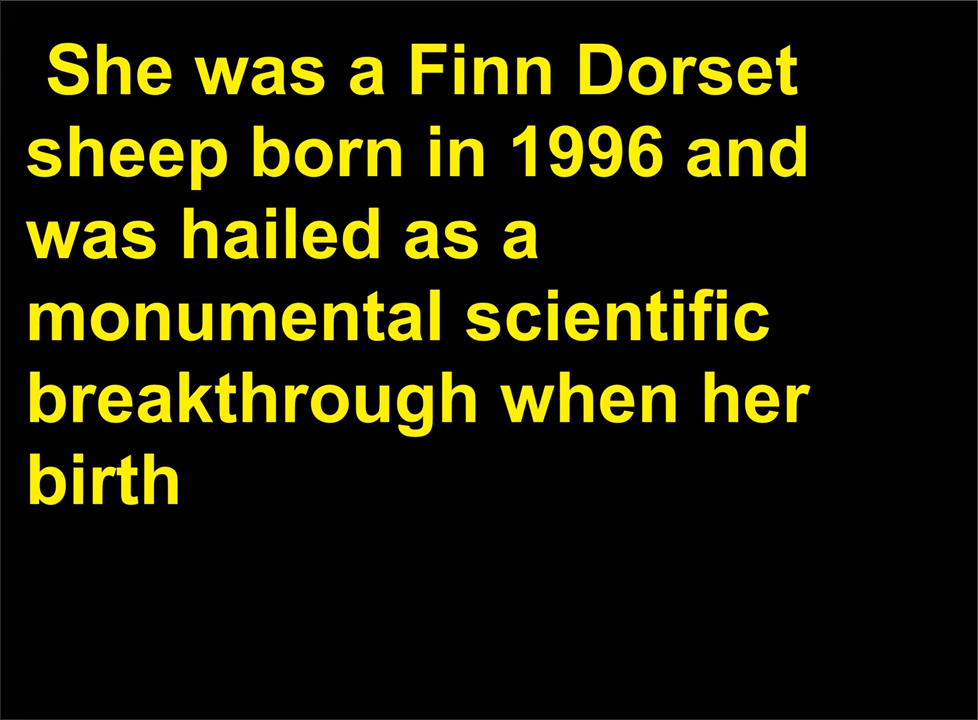 She was a Finn Dorset
sheep born in 1996 and
was hailed as a
monumental scientific
breakthrough when her
birth